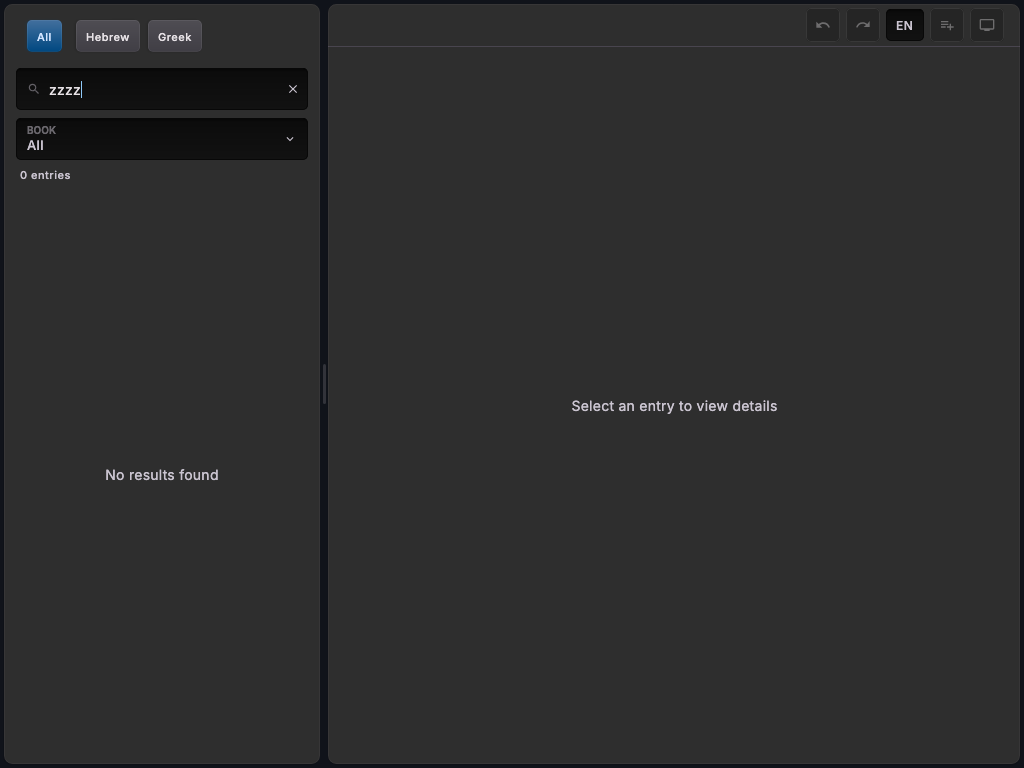 All Hebrew Greek
zzzz
BOOK
All
0 entries
No results found
EN
Select an entry to view details